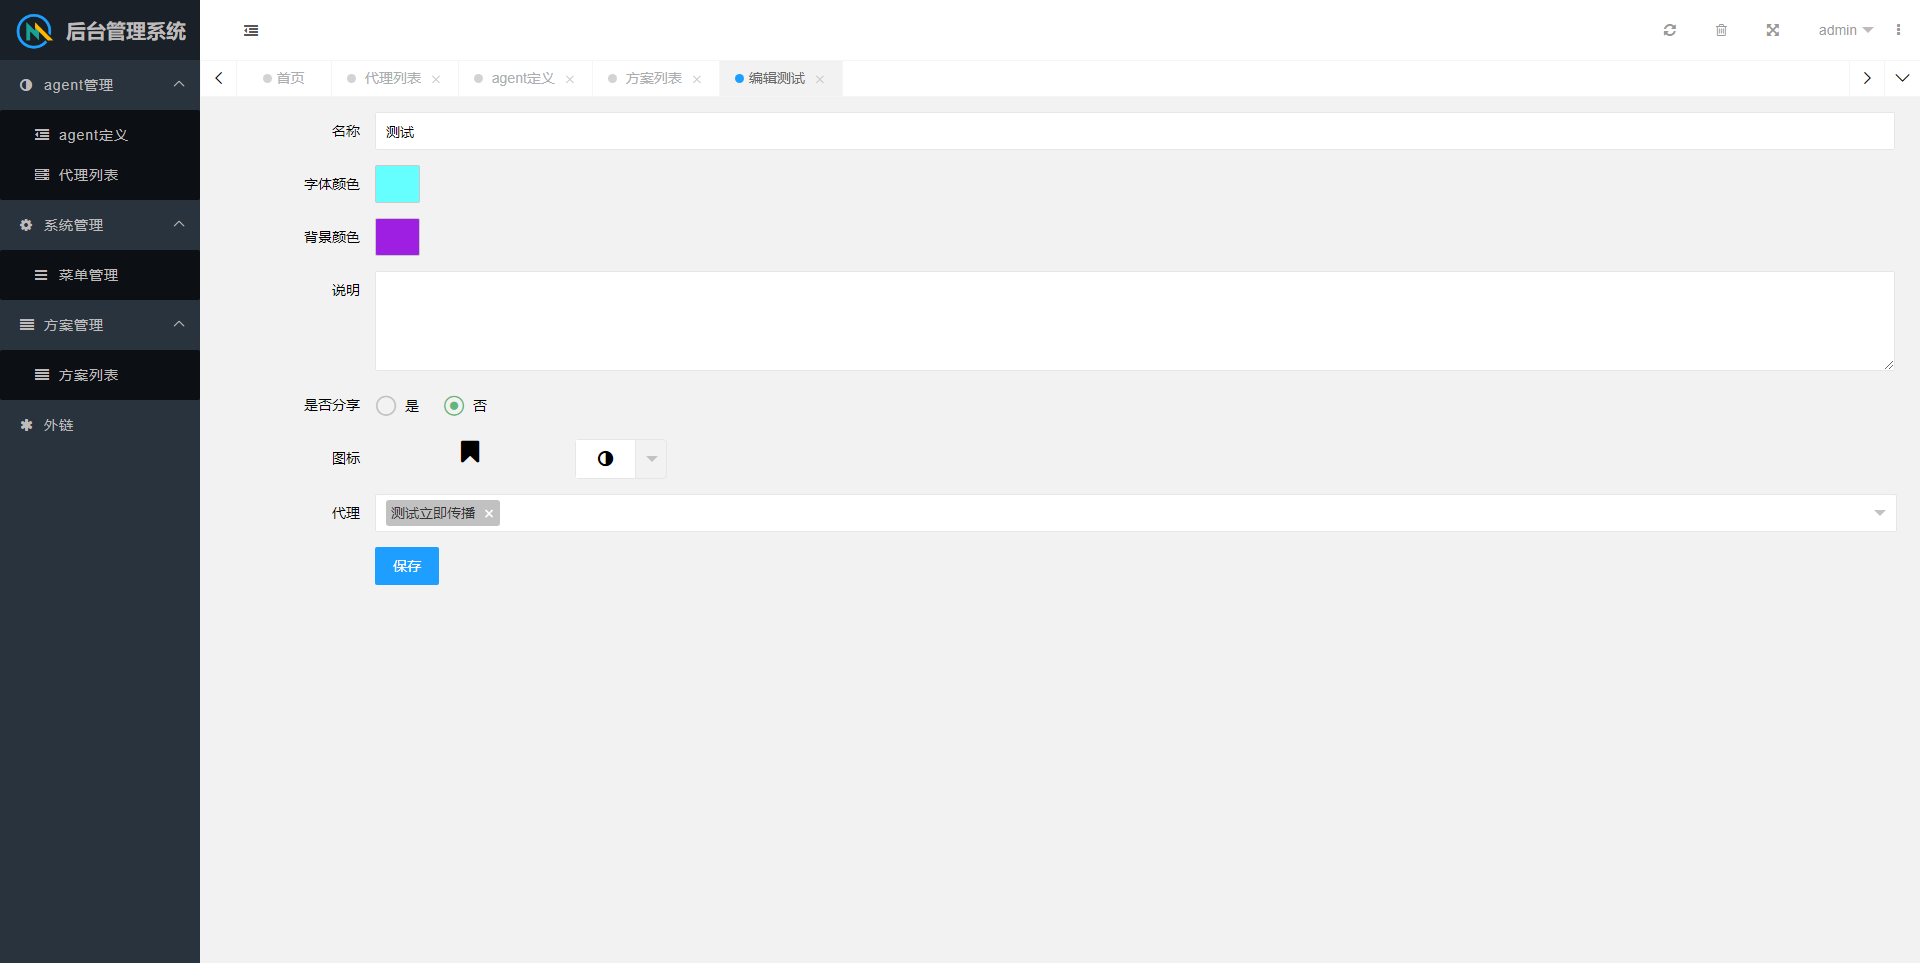 后台管理系统
admin
agent管理
agent定义
代理列表
系统管理
菜单管理
方案管理
方案列表
外链
首页
代理列表
agent定义
方案列表
编辑测试
名称
测试
字体颜色
背景颜色
说明
是否分享
是
否
图标
代理
测试立即传播
保存